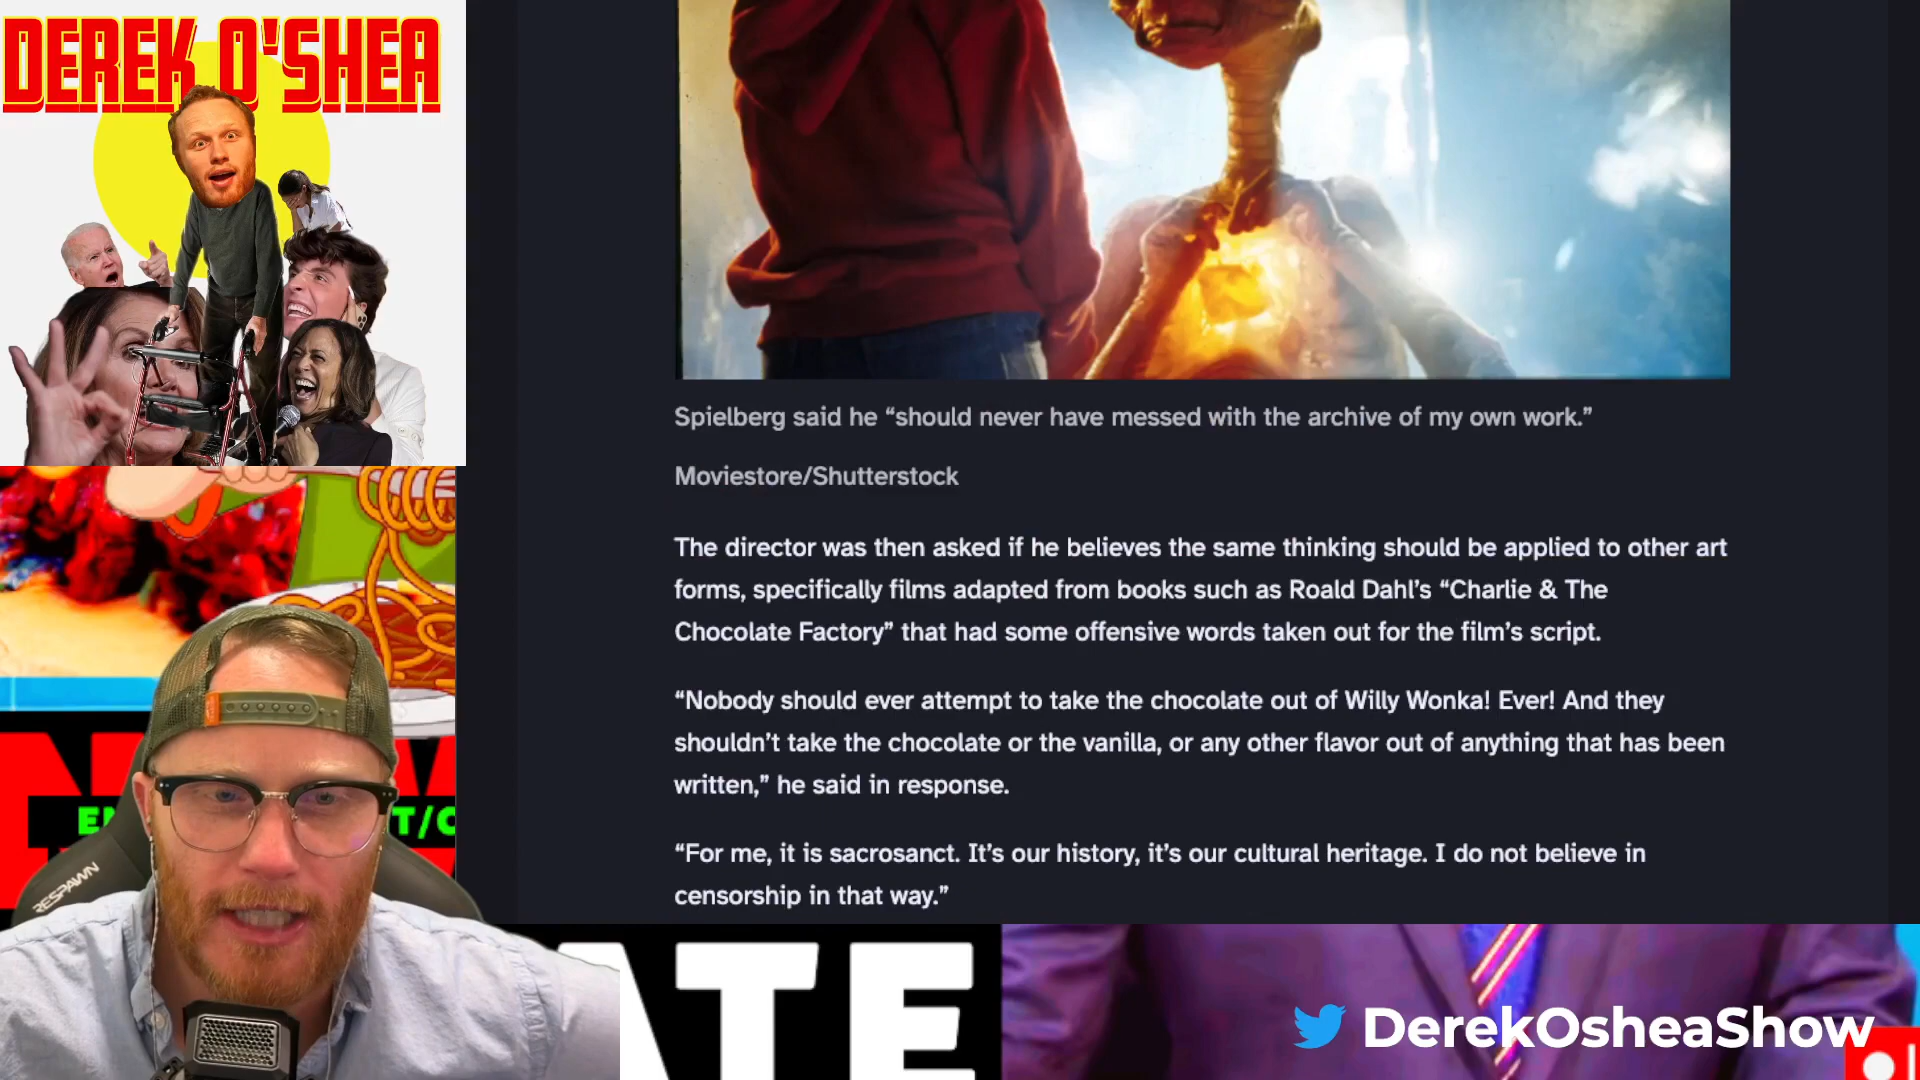 DEREK O'SHEA
Spielberg said he “should never have messed with the archive of my own work.”
Moviestore/Shutterstock
The director was then asked if he believes the same thinking should be applied to other art
forms, specifically films adapted from books such as Roald Dahl’s “Charlie & The
Chocolate Factory” that had some offensive words taken out for the film’s script.
“Nobody should ever attempt to take the chocolate out of Willy Wonka! Ever! And they
shouldn’t take the chocolate or the vanilla, or any other flavor out of anything that has been
written,” he said in response.
“For me, it is sacrosanct. It’s our history, it’s our cultural heritage. I do not believe in
censorship in that way.”
RESPAWN
ATE
DerekOsheaShow